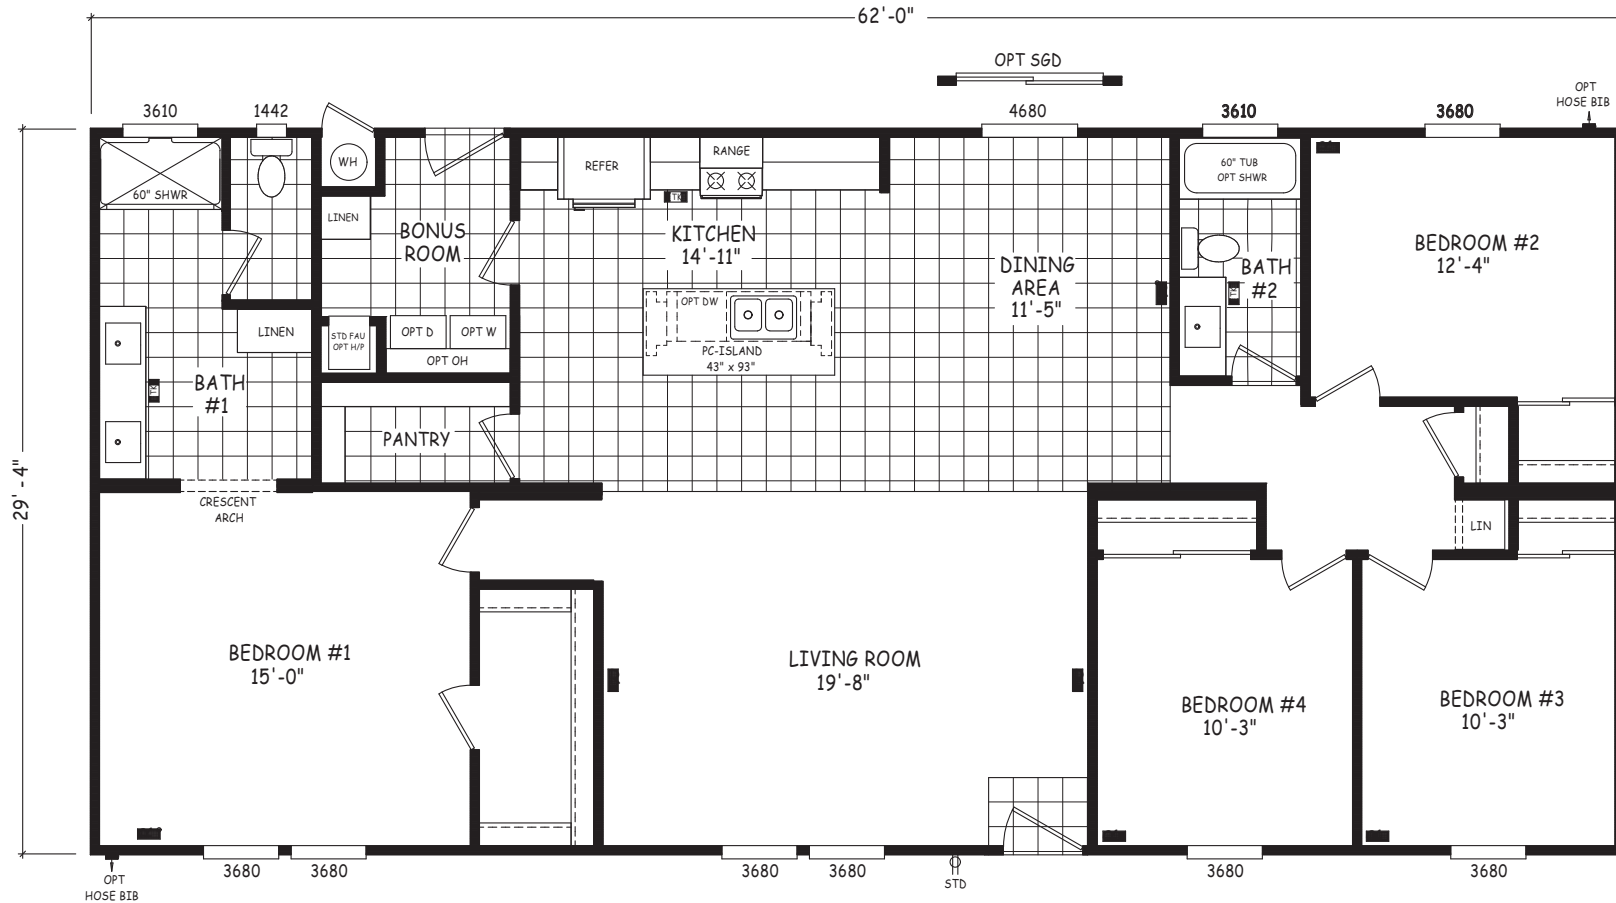 62'-0"
OPT SGD
OPT
HOSE BIB
3610
1442
4680
3610
3680
60" SHWR
WH
REFER
RANGE
60" TUB
OPT SHWR
LINEN
BONUS
ROOM
KITCHEN
14'-11"
DINING
AREA
11'-5"
BATH
#2
BEDROOM #2
12'-4"
LINEN
STD FAU
OPT H/P
OPT D
OPT W
OPT OH
OPT DW
PC-ISLAND
43" x 93"
BATH
#1
PANTRY
29' - 4"
CRESCENT
ARCH
LIN
BEDROOM #1
15'-0"
LIVING ROOM
19'-8"
BEDROOM #4
10'-3"
BEDROOM #3
10'-3"
3680
3680
3680
3680
3680
3680
OPT
HOSE BIB
STD